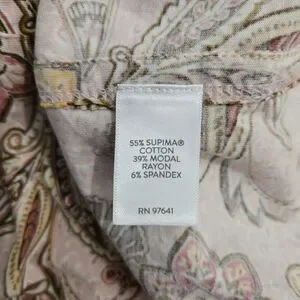 55% SUPIMA®
COTTON
39% MODAL
RAYON
6% SPANDEX
RN 97641